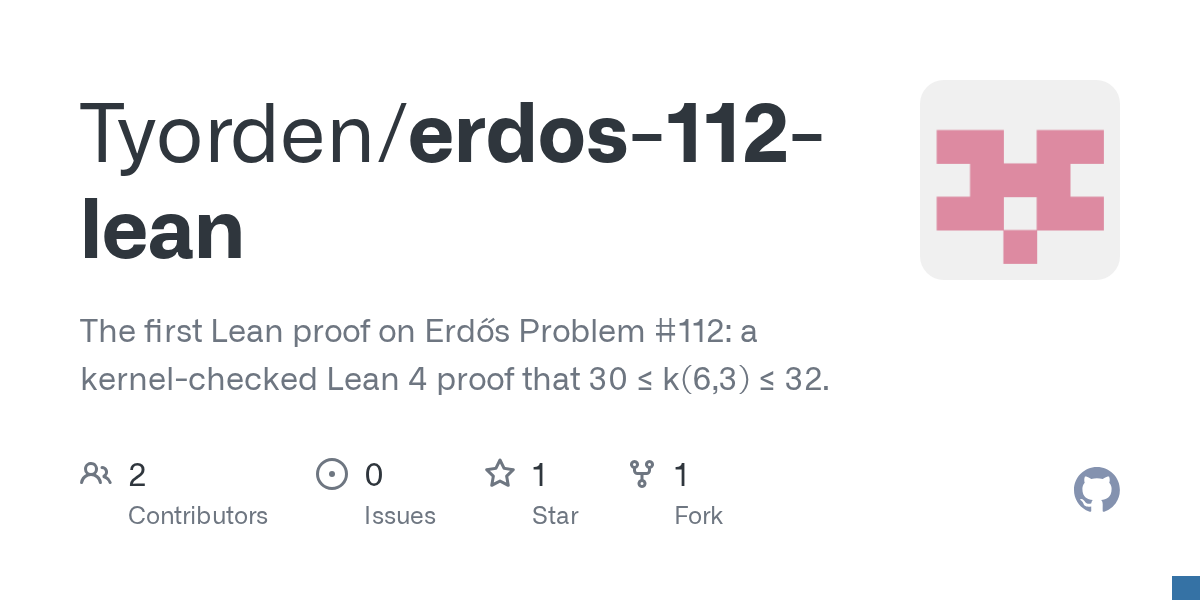 Tyorden/erdos-112-
lean
The first Lean proof on Erdős Problem #112: a
kernel-checked Lean 4 proof that 30 ≤ k(6,3) ≤ 32.
2 0 1 1
Contributors Issues Star Fork